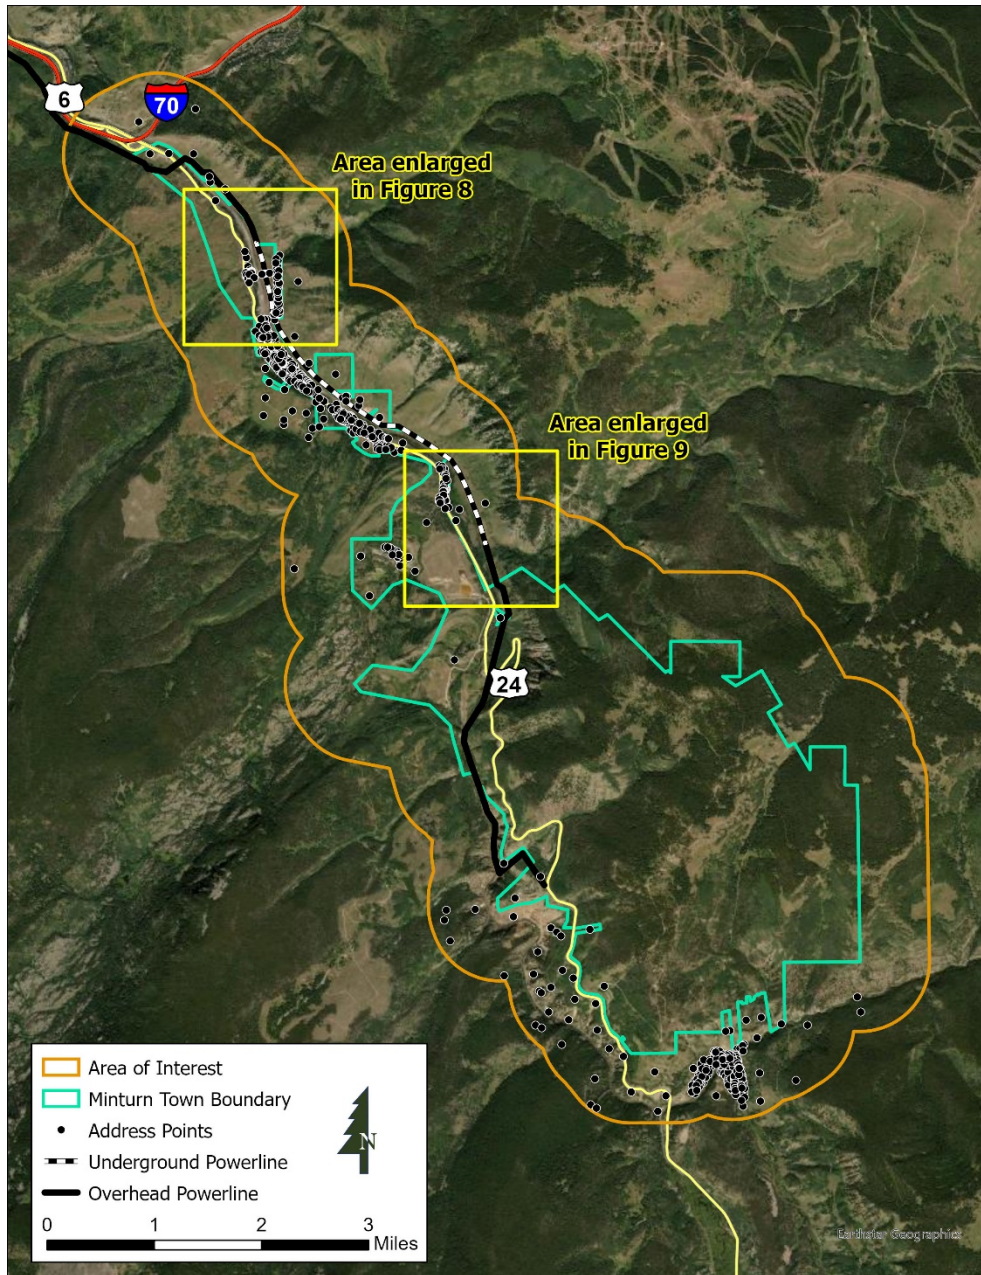 6
70
Area enlarged
in Figure 8
Area enlarged
in Figure 9
24
Area of Interest
Minturn Town Boundary
Address Points
N
Underground Powerline
Overhead Powerline
0 1 2 3
Miles
Earthstar Geographics